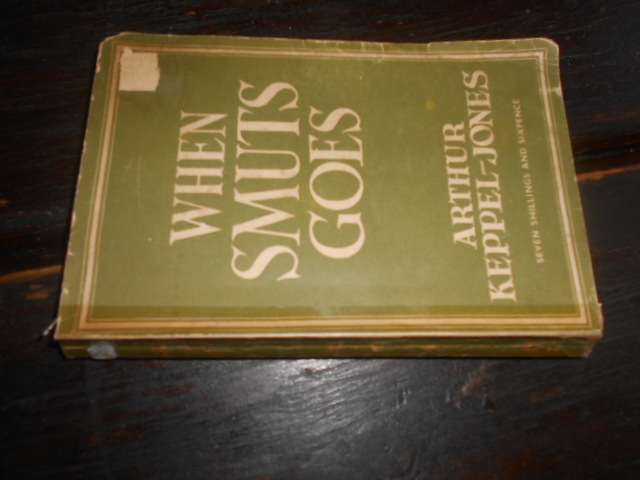 WHEN
SMUTS
GOES
ARTHUR
KEPPEL-JONES
SEVEN SHILLINGS AND SIXPENCE